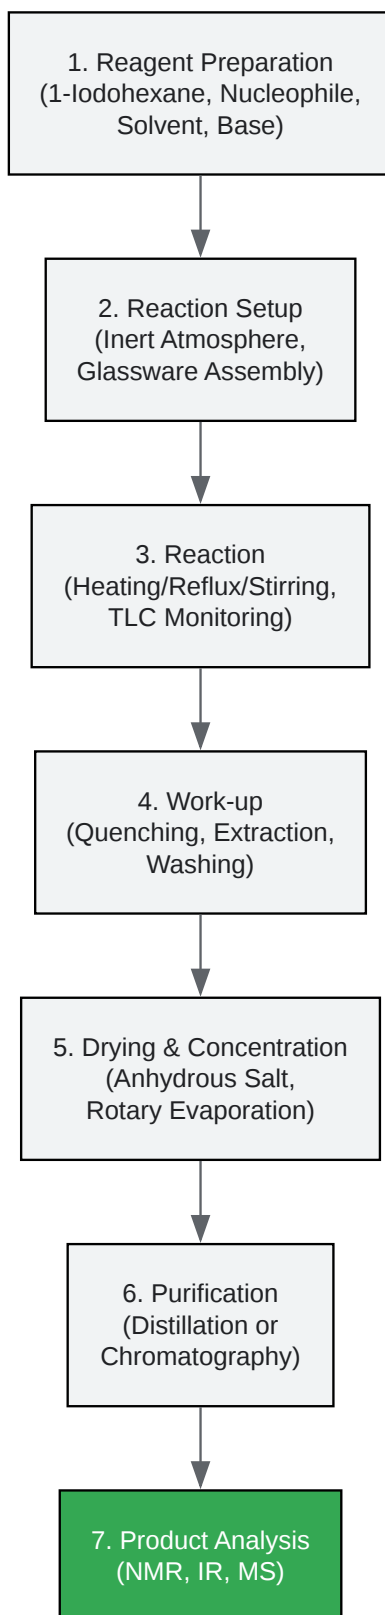 1. Reagent Preparation
(1-Iodohexane, Nucleophile,
Solvent, Base)
2. Reaction Setup
(Inert Atmosphere,
Glassware Assembly)
3. Reaction
(Heating/Reflux/Stirring,
TLC Monitoring)
4. Work-up
(Quenching, Extraction,
Washing)
5. Drying & Concentration
(Anhydrous Salt,
Rotary Evaporation)
6. Purification
(Distillation or
Chromatography)
7. Product Analysis
(NMR, IR, MS)